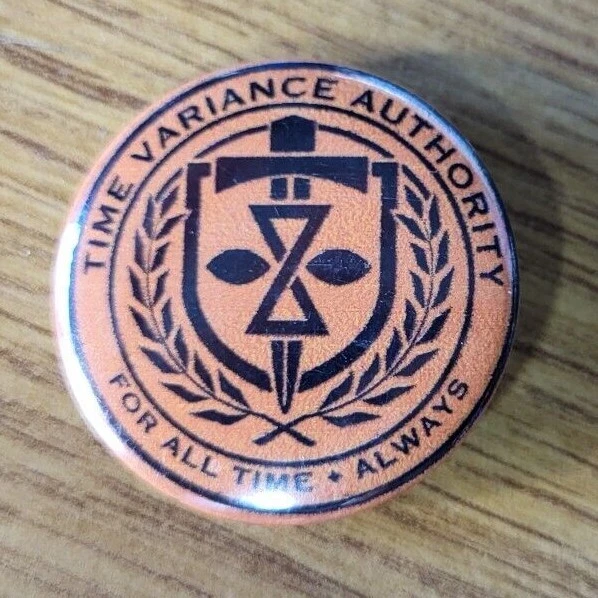 TIME VARIANCE AUTHORITY
FOR ALL TIME ✦ ALWAYS